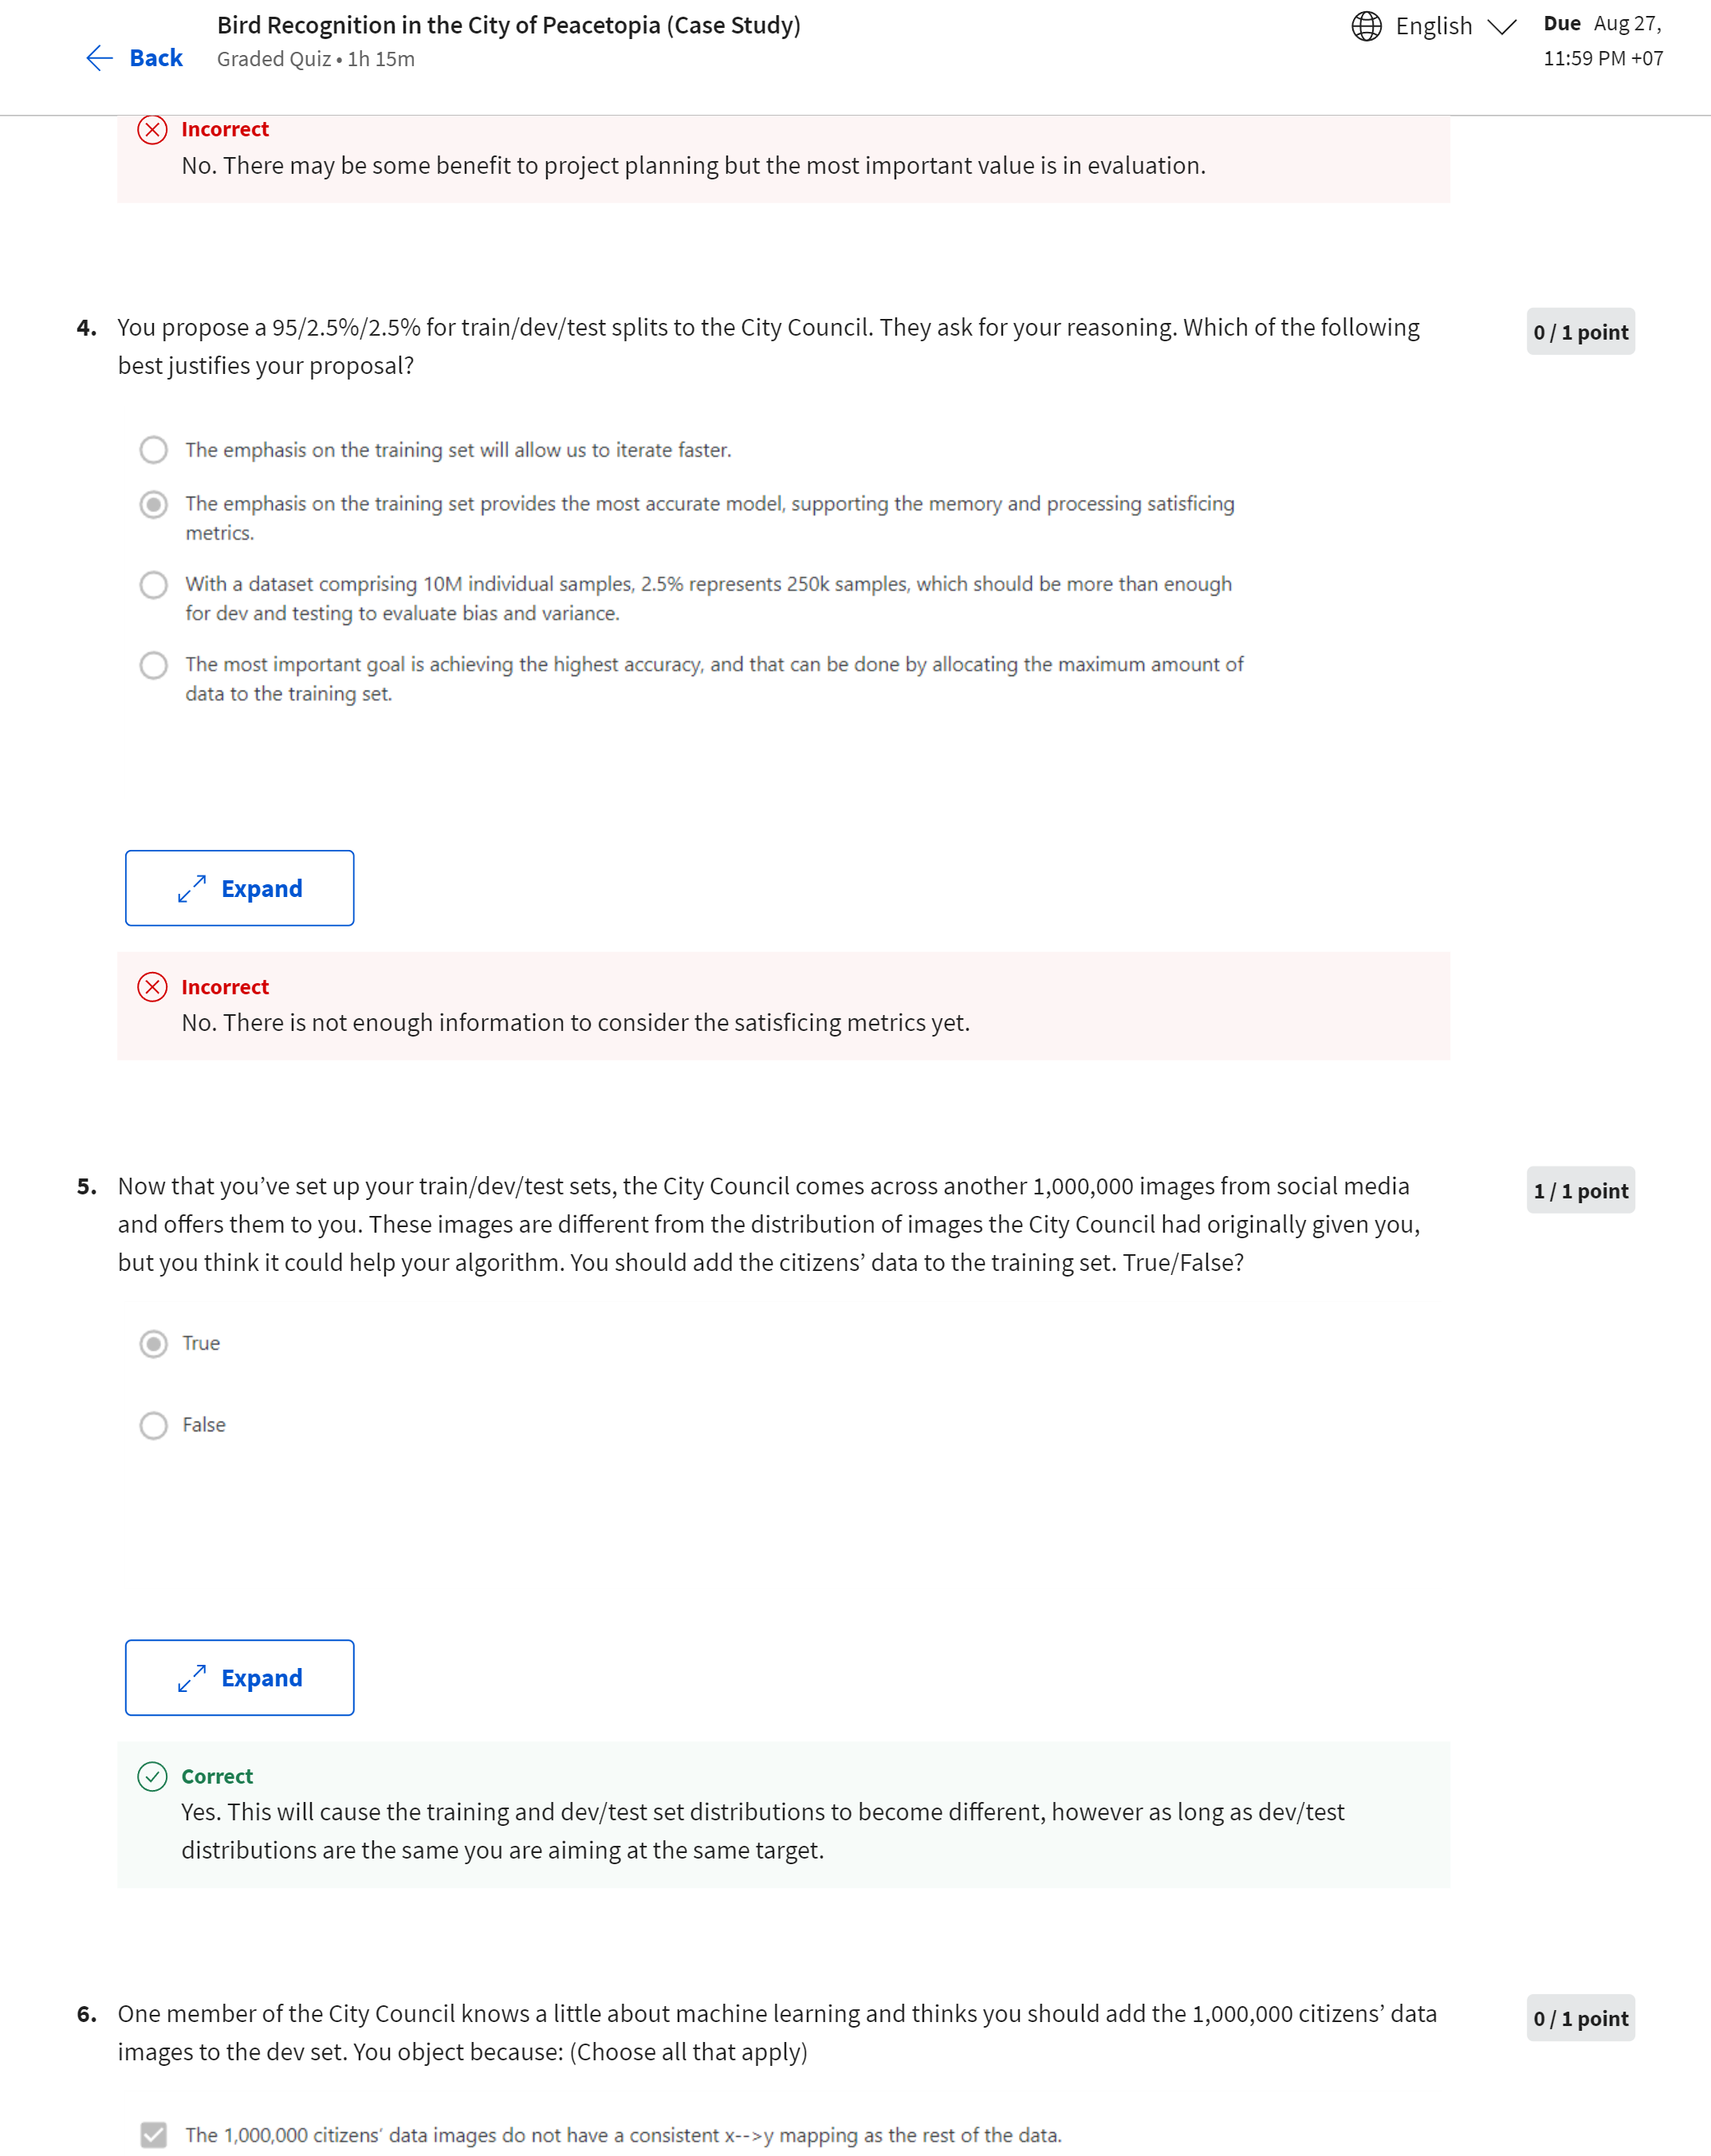 Bird Recognition in the City of Peacetopia (Case Study)
Back
Graded Quiz • 1h 15m
English
Due Aug 27,
11:59 PM +07
Incorrect
No. There may be some benefit to project planning but the most important value is in evaluation.
4. You propose a 95/2.5%/2.5% for train/dev/test splits to the City Council. They ask for your reasoning. Which of the following
best justifies your proposal?
0 / 1 point
The emphasis on the training set will allow us to iterate faster.
The emphasis on the training set provides the most accurate model, supporting the memory and processing satisficing
metrics.
With a dataset comprising 10M individual samples, 2.5% represents 250k samples, which should be more than enough
for dev and testing to evaluate bias and variance.
The most important goal is achieving the highest accuracy, and that can be done by allocating the maximum amount of
data to the training set.
Expand
Incorrect
No. There is not enough information to consider the satisficing metrics yet.
5. Now that you’ve set up your train/dev/test sets, the City Council comes across another 1,000,000 images from social media
and offers them to you. These images are different from the distribution of images the City Council had originally given you,
but you think it could help your algorithm. You should add the citizens’ data to the training set. True/False?
1 / 1 point
True
False
Expand
Correct
Yes. This will cause the training and dev/test set distributions to become different, however as long as dev/test
distributions are the same you are aiming at the same target.
6. One member of the City Council knows a little about machine learning and thinks you should add the 1,000,000 citizens’ data
images to the dev set. You object because: (Choose all that apply)
0 / 1 point
The 1,000,000 citizens’ data images do not have a consistent x-->y mapping as the rest of the data.